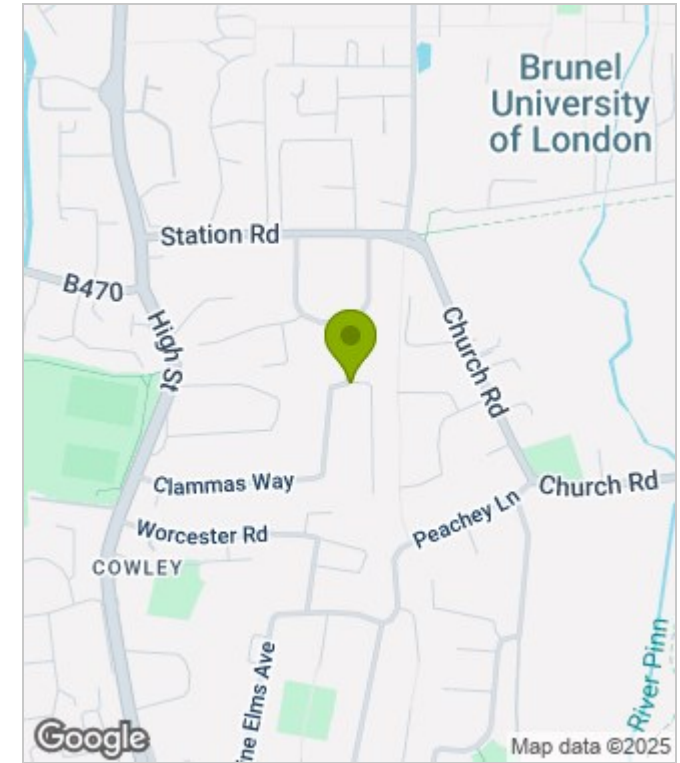 Brunel
University
of London
Station Rd
B470
High St
Church Rd
Clammas Way
Church Rd
Peachey Ln
Worcester Rd
COWLEY
ine Elms Ave
River Pinn
Google
Map data ©2025